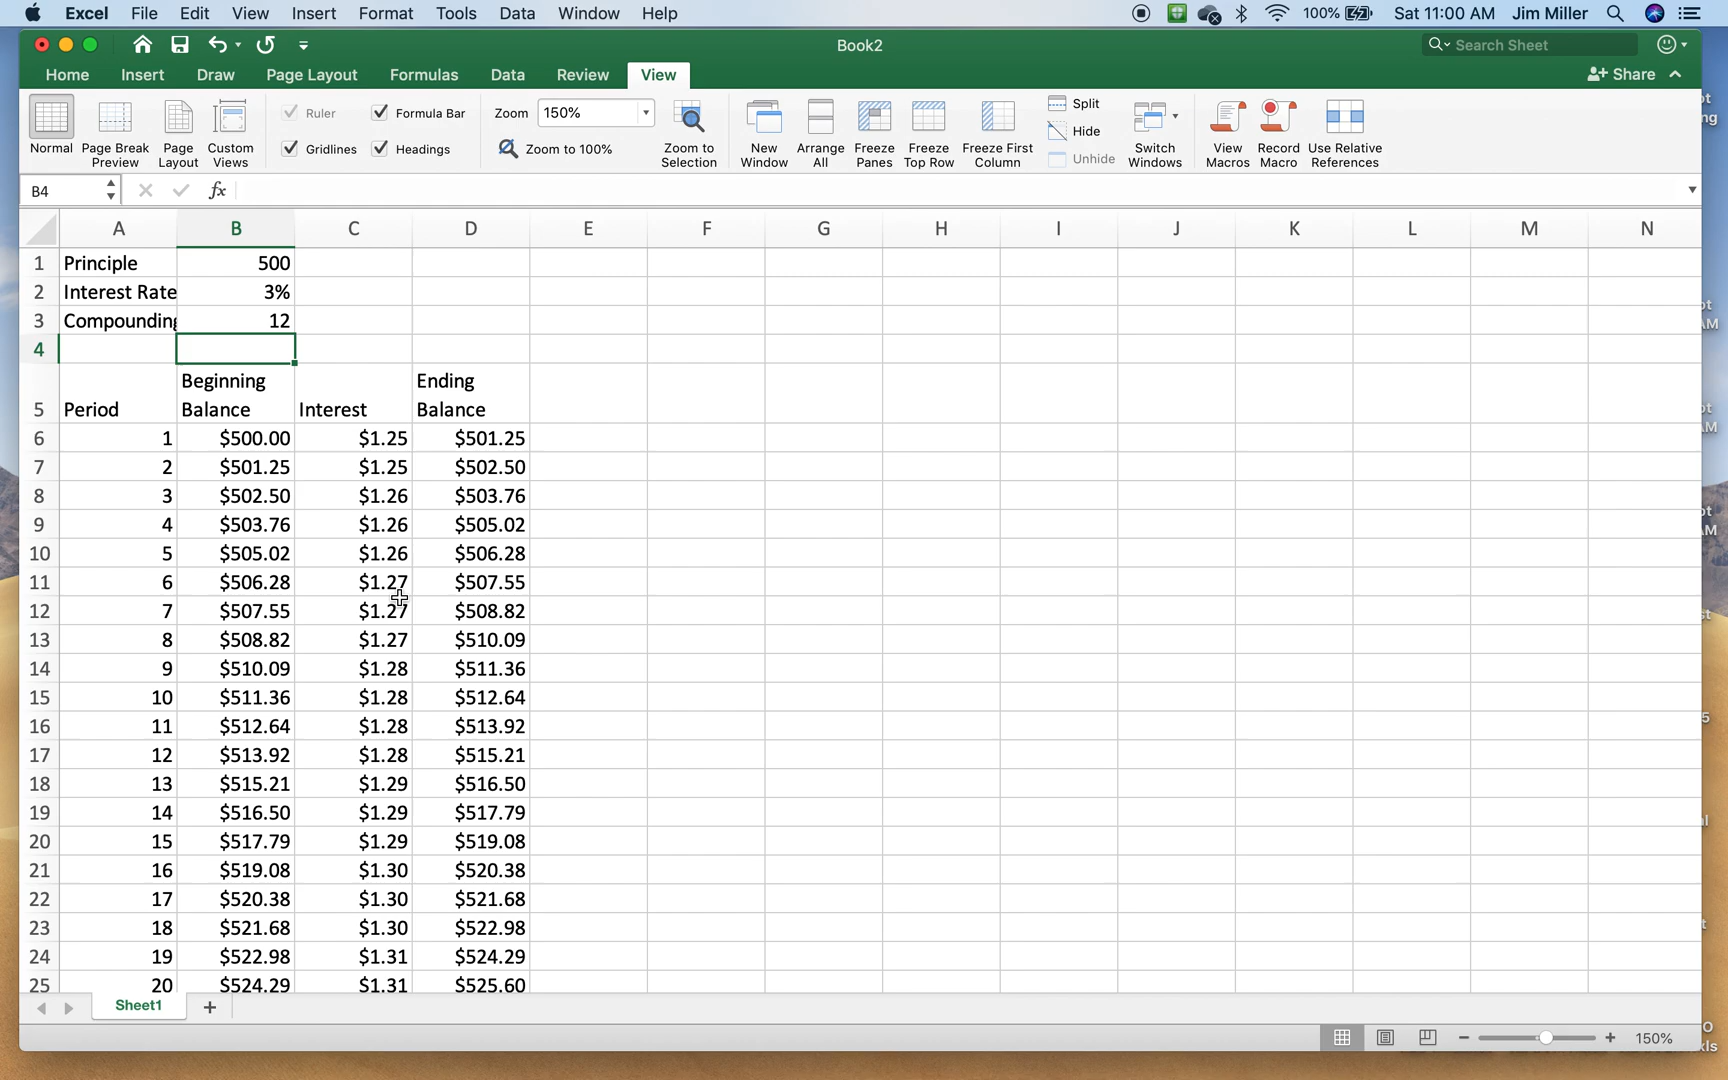 Excel File Edit View Insert Format Tools Data Window Help 100% Sat 11:00 AM Jim Miller
Book2
Search Sheet
Home Insert Draw Page Layout Formulas Data Review View Share
Normal
Page Break Preview
Page Layout
Custom Views
Ruler
Formula Bar
Gridlines
Headings
Zoom 150%
Zoom to 100%
Zoom to Selection
New Window
Arrange All
Freeze Panes
Freeze Top Row
Freeze First Column
Split
Hide
Unhide
Switch Windows
View Macros
Record Macro
Use Relative References
B4 fx
A B C D E F G H I J K L M N
1 Principle 500
2 Interest Rate 3%
3 Compounding 12
4
5 Period Beginning Balance Interest Ending Balance
6 1 $500.00 $1.25 $501.25
7 2 $501.25 $1.25 $502.50
8 3 $502.50 $1.26 $503.76
9 4 $503.76 $1.26 $505.02
10 5 $505.02 $1.26 $506.28
11 6 $506.28 $1.27 $507.55
12 7 $507.55 $1.27 $508.82
13 8 $508.82 $1.27 $510.09
14 9 $510.09 $1.28 $511.36
15 10 $511.36 $1.28 $512.64
16 11 $512.64 $1.28 $513.92
17 12 $513.92 $1.28 $515.21
18 13 $515.21 $1.29 $516.50
19 14 $516.50 $1.29 $517.79
20 15 $517.79 $1.29 $519.08
21 16 $519.08 $1.30 $520.38
22 17 $520.38 $1.30 $521.68
23 18 $521.68 $1.30 $522.98
24 19 $522.98 $1.31 $524.29
25 20 $524.29 $1.31 $525.60
Sheet1
150%